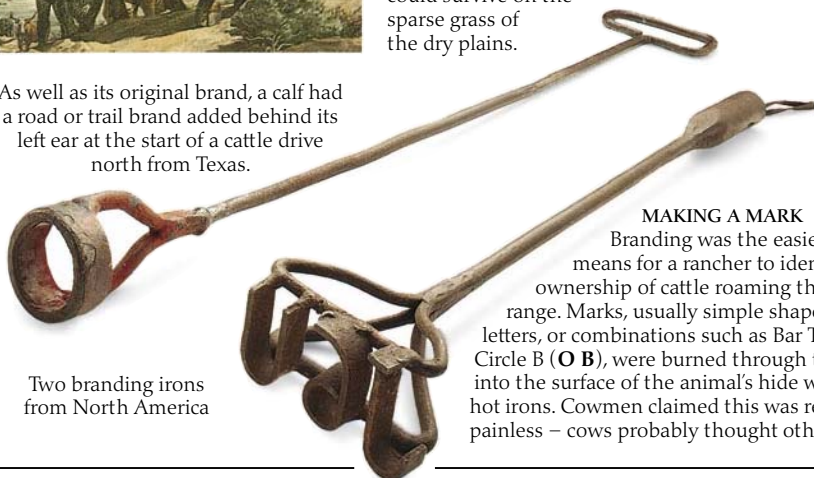 could survive on the
sparse grass of
the dry plains.
As well as its original brand, a calf had
a road or trail brand added behind its
left ear at the start of a cattle drive
north from Texas.
MAKING A MARK
Branding was the
means for a rancher to
ownership of cattle roaming
range. Marks, usually simple
letters, or combinations such as Bar
Circle B (O B), were burned through
into the surface of the animal's hide
hot irons. Cowmen claimed this was
painless – cows probably thought
Two branding irons
from North America